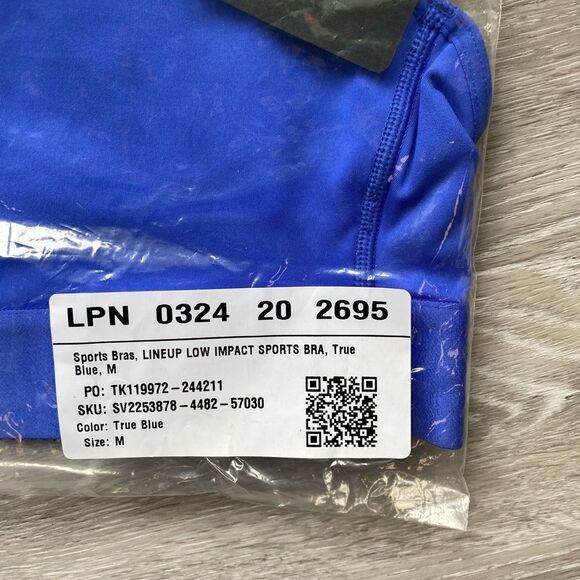 LPN 0324 20 2695
Sports Bras, LINEUP LOW IMPACT SPORTS BRA, True
Blue, M
PO: TK119972-244211
SKU: SV2253878-4482-57030
Color: True Blue
Size: M